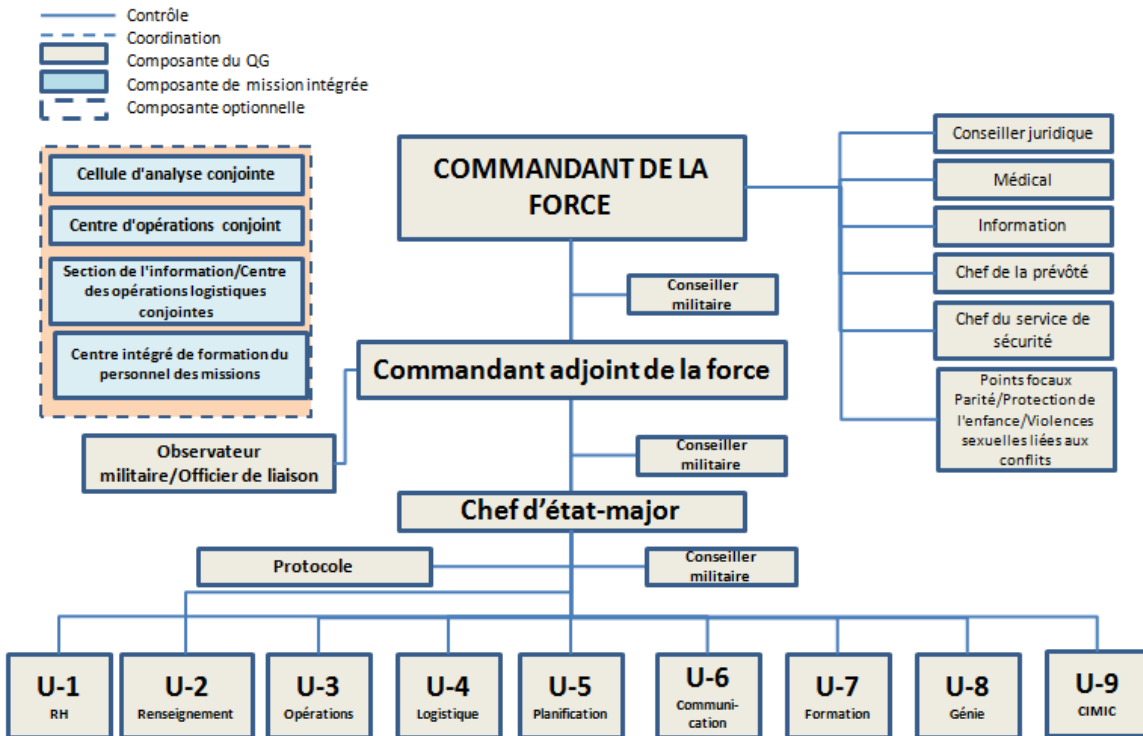 Contrôle
Coordination
Composante du QG
Composante de mission intégrée
Composante optionnelle
Cellule d'analyse conjointe
Centre d'opérations conjoint
Section de l'information/Centre
des opérations logistiques
conjointes
Centre intégré de formation du
personnel des missions
COMMANDANT DE LA
FORCE
Conseiller juridique
Médical
Information
Chef de la prévôté
Chef du service de
sécurité
Points focaux
Parité/Protection de
l'enfance/Violences
sexuelles liées aux
conflits
Conseiller
militaire
Commandant adjoint de la force
Observateur
militaire/Officier de liaison
Conseiller
militaire
Chef d'état-major
Protocole
Conseiller
militaire
U-1
RH
U-2
Renseignement
U-3
Opérations
U-4
Logistique
U-5
Planification
U-6
Communi-
cation
U-7
Formation
U-8
Génie
U-9
CIMIC